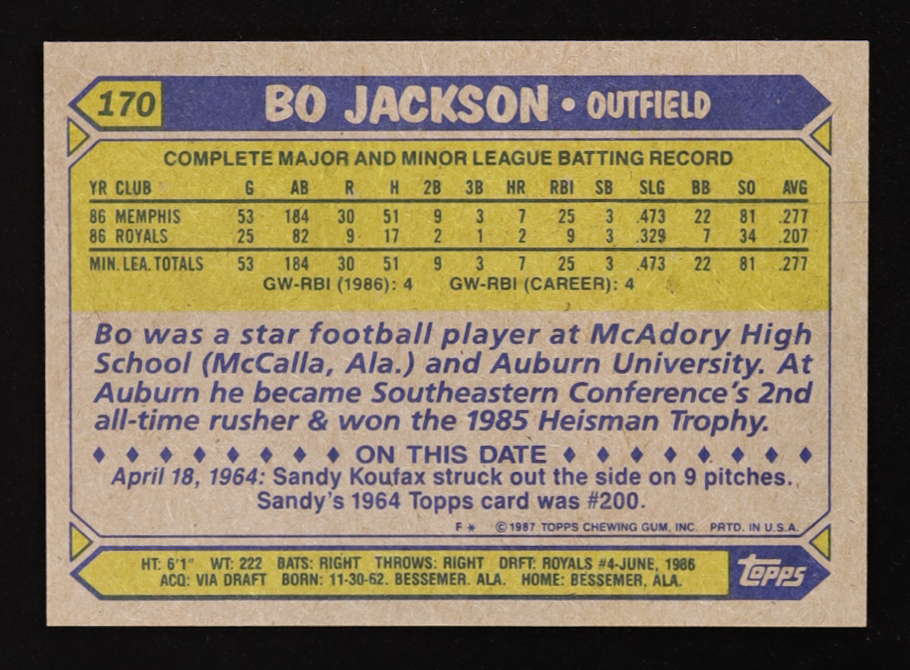 170 BO JACKSON • OUTFIELD
COMPLETE MAJOR AND MINOR LEAGUE BATTING RECORD
YR CLUB G AB R H 2B 3B HR RBI SB SLG BB SO AVG
86 MEMPHIS 53 184 30 51 9 3 7 25 3 .473 22 81 .277
86 ROYALS 25 82 9 17 2 1 2 9 3 .329 7 34 .207
MIN. LEA. TOTALS 53 184 30 51 9 3 7 25 3 .473 22 81 .277
GW-RBI (1986): 4 GW-RBI (CAREER): 4
Bo was a star football player at McAdory High
School (McCalla, Ala.) and Auburn University. At
Auburn he became Southeastern Conference's 2nd
all-time rusher & won the 1985 Heisman Trophy.
♦ ♦ ♦ ♦ ♦ ♦ ♦ ♦ ON THIS DATE ♦ ♦ ♦ ♦ ♦ ♦ ♦ ♦
April 18, 1964: Sandy Koufax struck out the side on 9 pitches.
Sandy's 1964 Topps card was #200.
F * © 1987 TOPPS CHEWING GUM, INC. PRTD. IN U.S.A.
HT: 6'1" WT: 222 BATS: RIGHT THROWS: RIGHT DRFT: ROYALS #4-JUNE, 1986
ACQ: VIA DRAFT BORN: 11-30-62. BESSEMER. ALA. HOME: BESSEMER, ALA.
topps